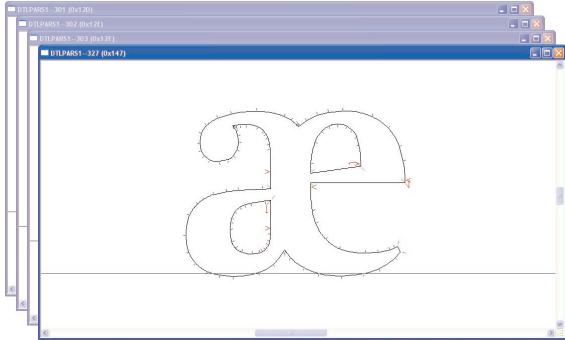 DTLPARS1--301 (0x12D)
DTLPARS1--302 (0x12E)
DTLPARS1--303 (0x12F)
DTLPARS1--327 (0x147)
æ